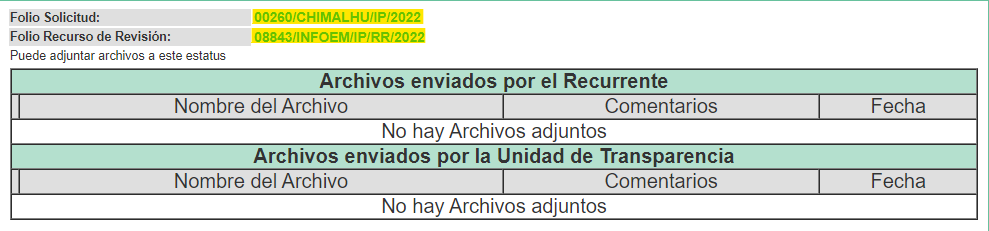 Folio Solicitud: 00260/CHIMALHU/IP/2022
Folio Recurso de Revisión: 08843/INFOEM/IP/RR/2022
Puede adjuntar archivos a este estatus
Archivos enviados por el Recurrente
Nombre del Archivo Comentarios Fecha
No hay Archivos adjuntos
Archivos enviados por la Unidad de Transparencia
Nombre del Archivo Comentarios Fecha
No hay Archivos adjuntos